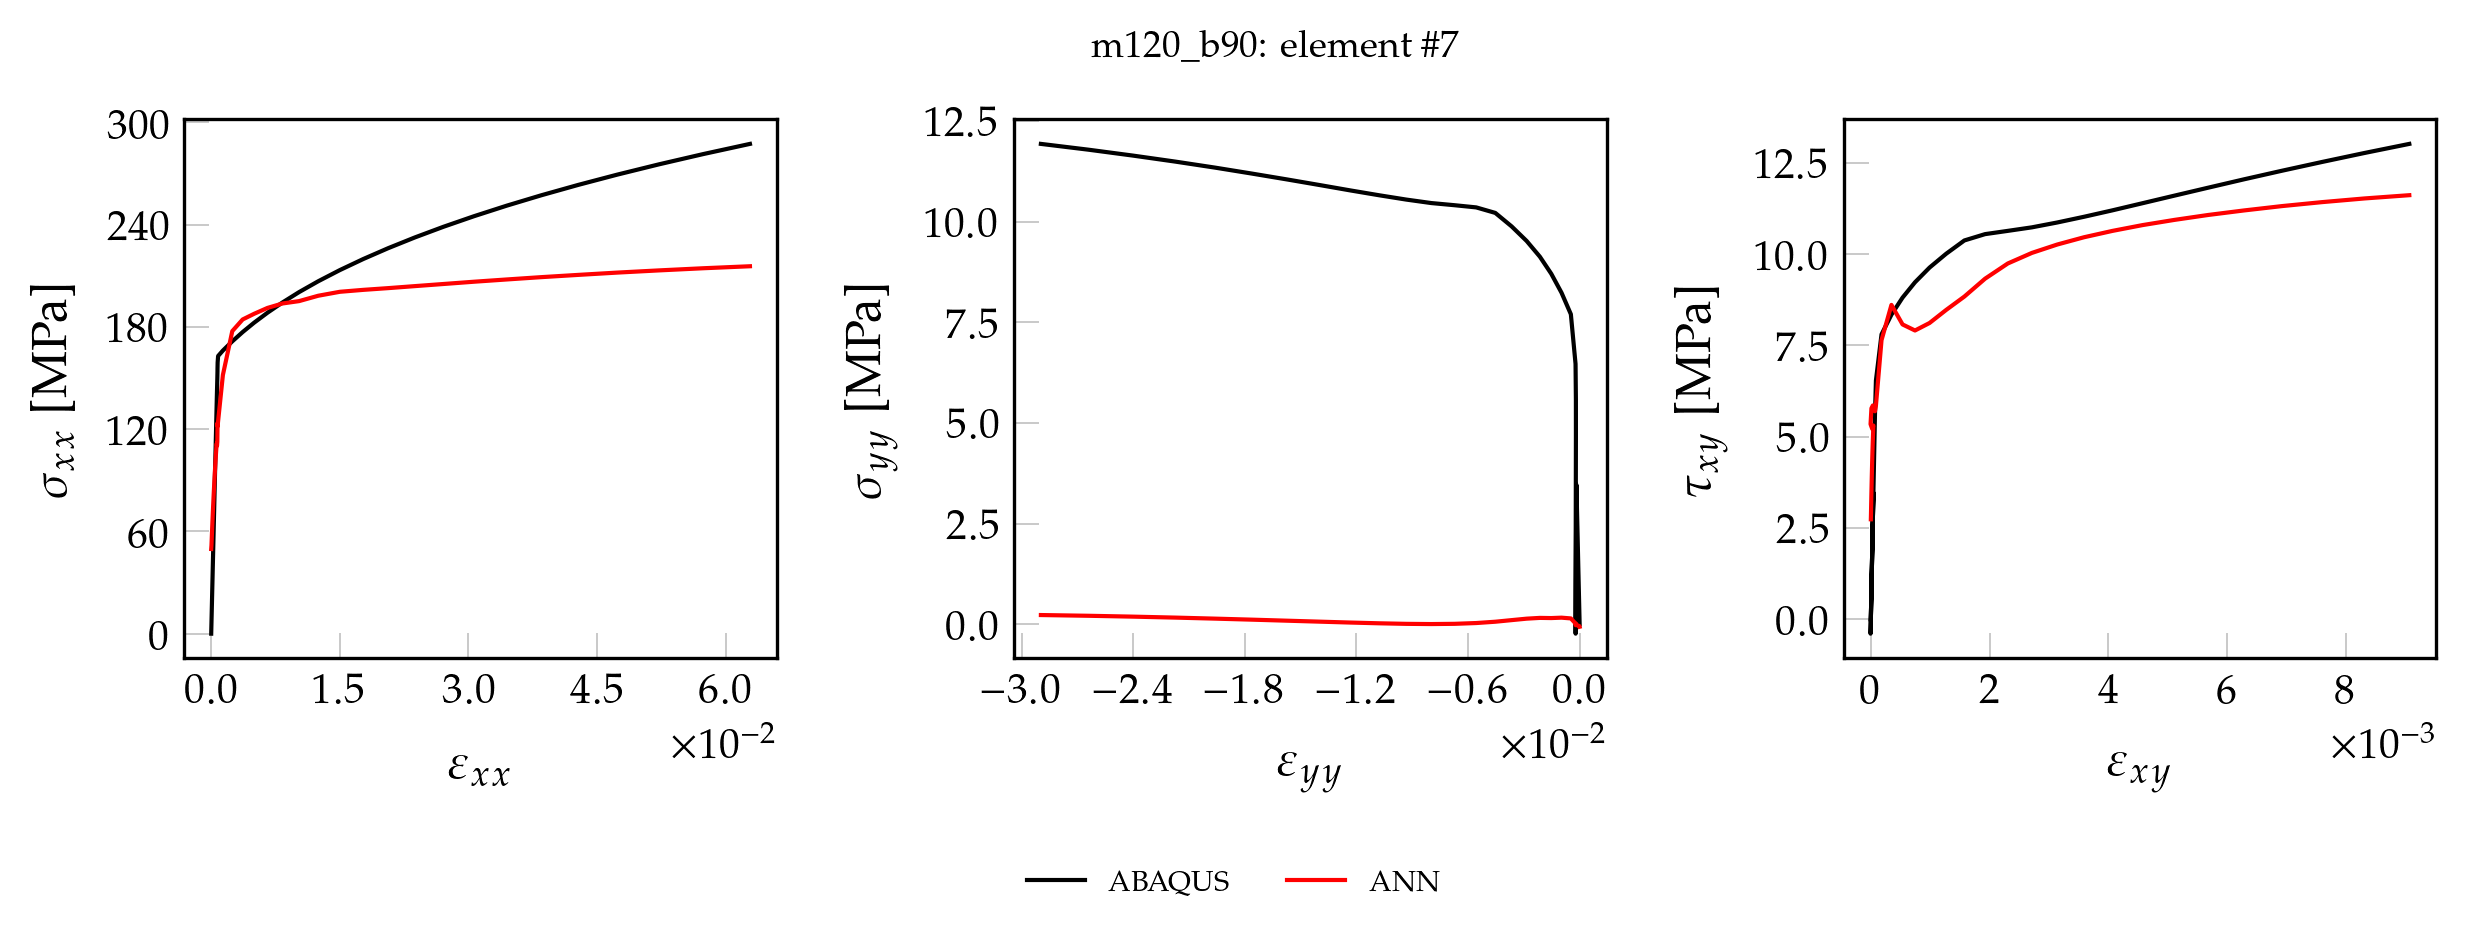 m120_b90: element #7
300
240
180
120
60
0
σxx [MPa]
0.0 1.5 3.0 4.5 6.0
×10−2
εxx
12.5
10.0
7.5
5.0
2.5
0.0
σyy [MPa]
−3.0 −2.4 −1.8 −1.2 −0.6 0.0
×10−2
εyy
12.5
10.0
7.5
5.0
2.5
0.0
τxy [MPa]
0 2 4 6 8
×10−3
εxy
ABAQUS ANN